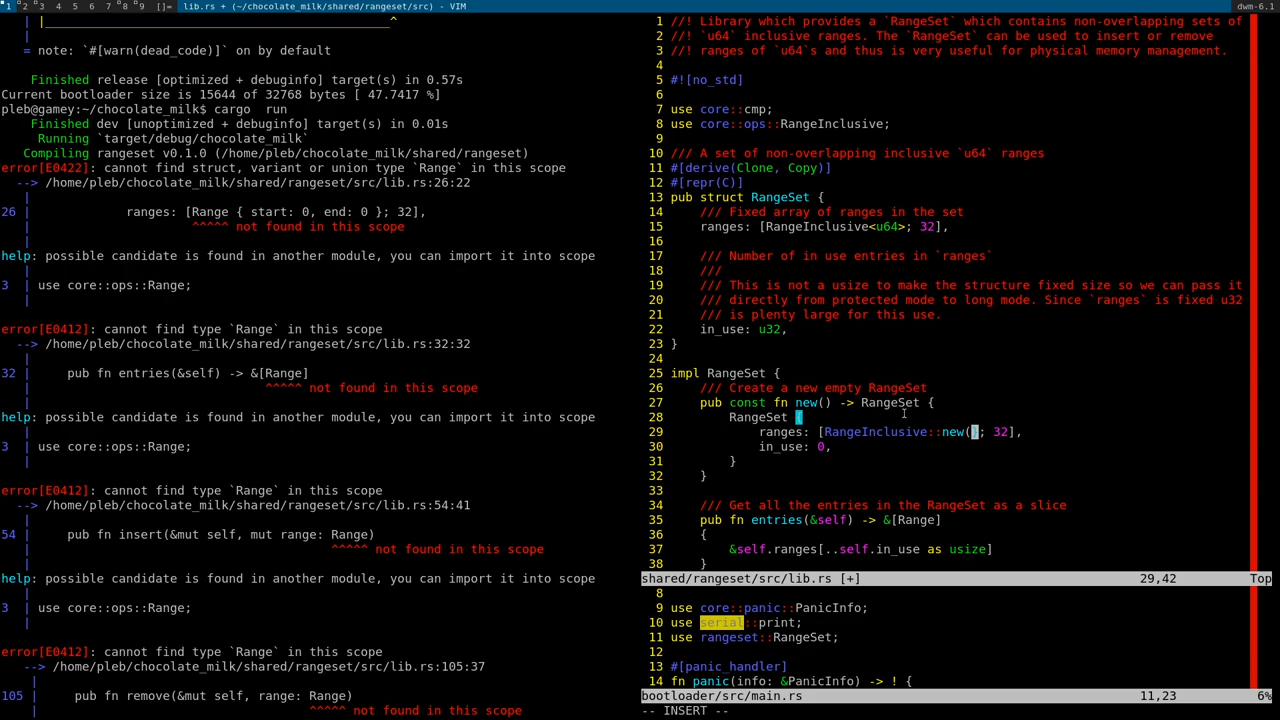 1 2 3 4 5 6 7 8 9 []= lib.rs + (~/chocolate_milk/shared/rangeset/src) - VIM dwm-6.1
| |_______________________________________________^
|
= note: `#[warn(dead_code)]` on by default
Finished release [optimized + debuginfo] target(s) in 0.57s
Current bootloader size is 15644 of 32768 bytes [ 47.7417 %]
pleb@gamey:~/chocolate_milk$ cargo  run
Finished dev [unoptimized + debuginfo] target(s) in 0.01s
Running `target/debug/chocolate_milk`
Compiling rangeset v0.1.0 (/home/pleb/chocolate_milk/shared/rangeset)
error[E0422]: cannot find struct, variant or union type `Range` in this scope
--> /home/pleb/chocolate_milk/shared/rangeset/src/lib.rs:26:22
|
26 |             ranges: [Range { start: 0, end: 0 }; 32],
|                      ^^^^^ not found in this scope
|
help: possible candidate is found in another module, you can import it into scope
|
3 | use core::ops::Range;
|
error[E0412]: cannot find type `Range` in this scope
--> /home/pleb/chocolate_milk/shared/rangeset/src/lib.rs:32:32
|
32 |     pub fn entries(&self) -> &[Range]
|                                ^^^^^ not found in this scope
|
help: possible candidate is found in another module, you can import it into scope
|
3 | use core::ops::Range;
|
error[E0412]: cannot find type `Range` in this scope
--> /home/pleb/chocolate_milk/shared/rangeset/src/lib.rs:54:41
|
54 |     pub fn insert(&mut self, mut range: Range)
|                                         ^^^^^ not found in this scope
|
help: possible candidate is found in another module, you can import it into scope
|
3 | use core::ops::Range;
|
error[E0412]: cannot find type `Range` in this scope
--> /home/pleb/chocolate_milk/shared/rangeset/src/lib.rs:105:37
|
105 |     pub fn remove(&mut self, range: Range)
|                                     ^^^^^ not found in this scope
1 //! Library which provides a `RangeSet` which contains non-overlapping sets of
2 //! `u64` inclusive ranges. The `RangeSet` can be used to insert or remove
3 //! ranges of `u64`s and thus is very useful for physical memory management.
4
5 #![no_std]
6
7 use core::cmp;
8 use core::ops::RangeInclusive;
9
10 /// A set of non-overlapping inclusive `u64` ranges
11 #[derive(Clone, Copy)]
12 #[repr(C)]
13 pub struct RangeSet {
14     /// Fixed array of ranges in the set
15     ranges: [RangeInclusive<u64>; 32],
16
17     /// Number of in use entries in `ranges`
18     ///
19     /// This is not a usize to make the structure fixed size so we can pass it
20     /// directly from protected mode to long mode. Since `ranges` is fixed u32
21     /// is plenty large for this use.
22     in_use: u32,
23 }
24
25 impl RangeSet {
26     /// Create a new empty RangeSet
27     pub const fn new() -> RangeSet {
28         RangeSet {
29             ranges: [RangeInclusive::new(}; 32],
30             in_use: 0,
31         }
32     }
33
34     /// Get all the entries in the RangeSet as a slice
35     pub fn entries(&self) -> &[Range]
36     {
37         &self.ranges[..self.in_use as usize]
38     }
shared/rangeset/src/lib.rs [+] 29,42 Top
8
9 use core::panic::PanicInfo;
10 use serial::print;
11 use rangeset::RangeSet;
12
13 #[panic_handler]
14 fn panic(info: &PanicInfo) -> ! {
bootloader/src/main.rs 11,23 6%
-- INSERT --